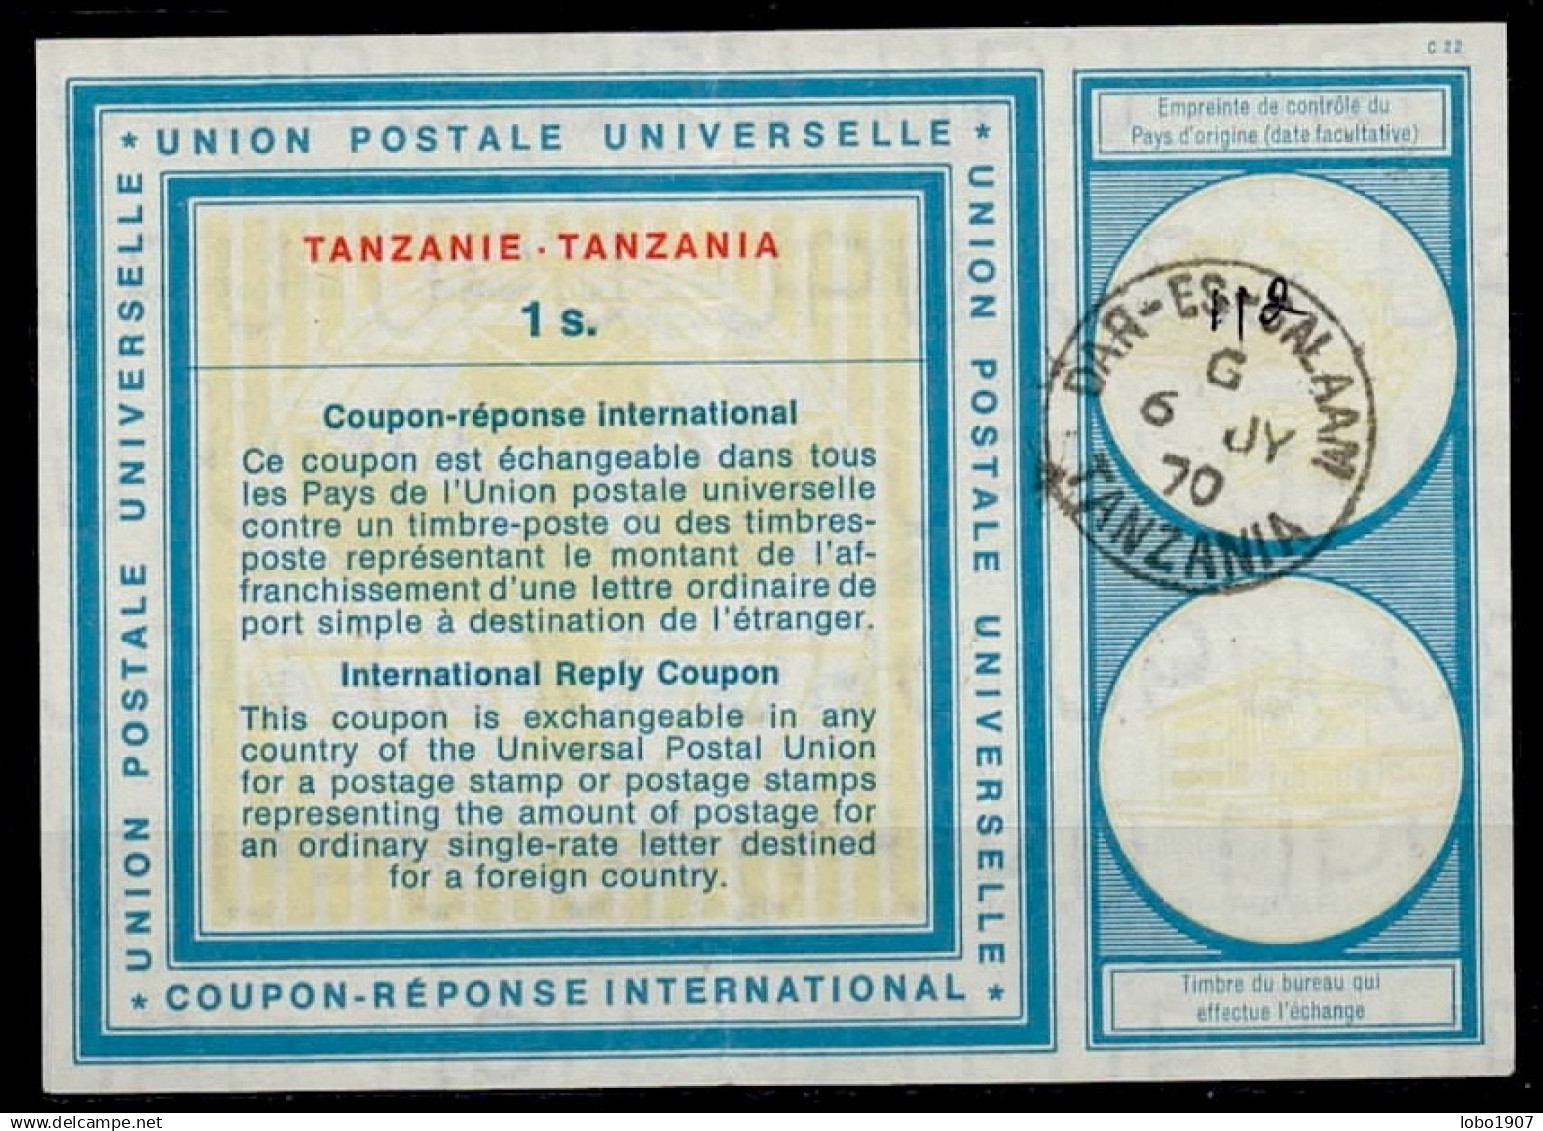 C 22
* UNION POSTALE UNIVERSELLE *
UNION POSTALE UNIVERSELLE
UNION POSTALE UNIVERSELLE
* COUPON-RÉPONSE INTERNATIONAL *
TANZANIE · TANZANIA
1 s.
Coupon-réponse international
Ce coupon est échangeable dans tous
les Pays de l'Union postale universelle
contre un timbre-poste ou des timbres-
poste représentant le montant de l'af-
franchissement d'une lettre ordinaire de
port simple à destination de l'étranger.
International Reply Coupon
This coupon is exchangeable in any
country of the Universal Postal Union
for a postage stamp or postage stamps
representing the amount of postage for
an ordinary single-rate letter destined
for a foreign country.
Empreinte de contrôle du
Pays d'origine (date facultative)
DAR-ES-SALAAM
G
6 JY
70
* TANZANIA
Timbre du bureau qui
effectue l'échange
delcampe.net
lobo1907